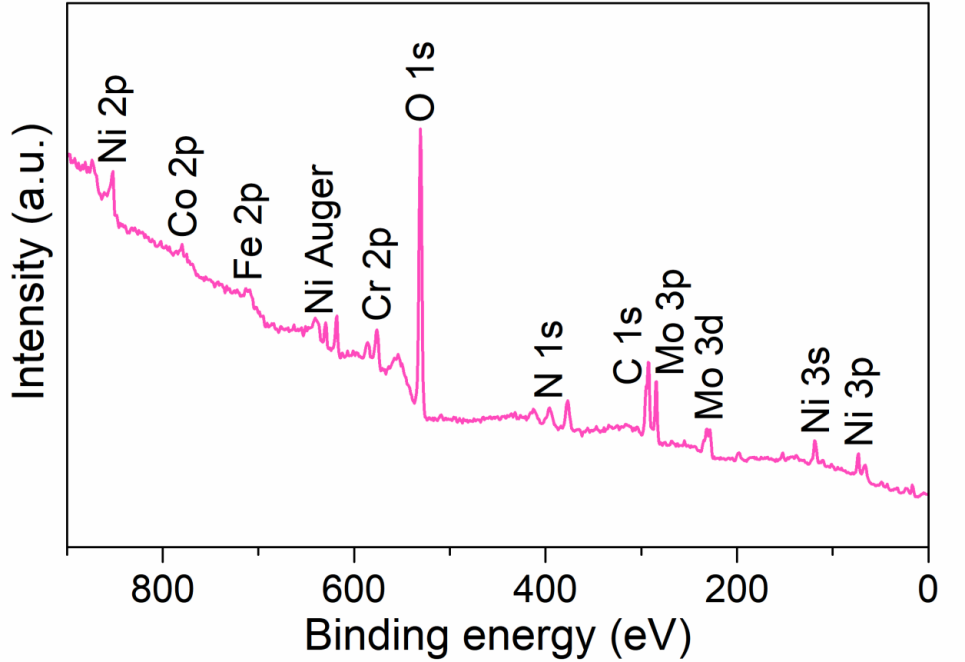 Intensity (a.u.)
Ni 2p
Co 2p
Fe 2p
Ni Auger
Cr 2p
O 1s
N 1s
C 1s
Mo 3p
Mo 3d
Ni 3s
Ni 3p
800
600
400
200
0
Binding energy (eV)